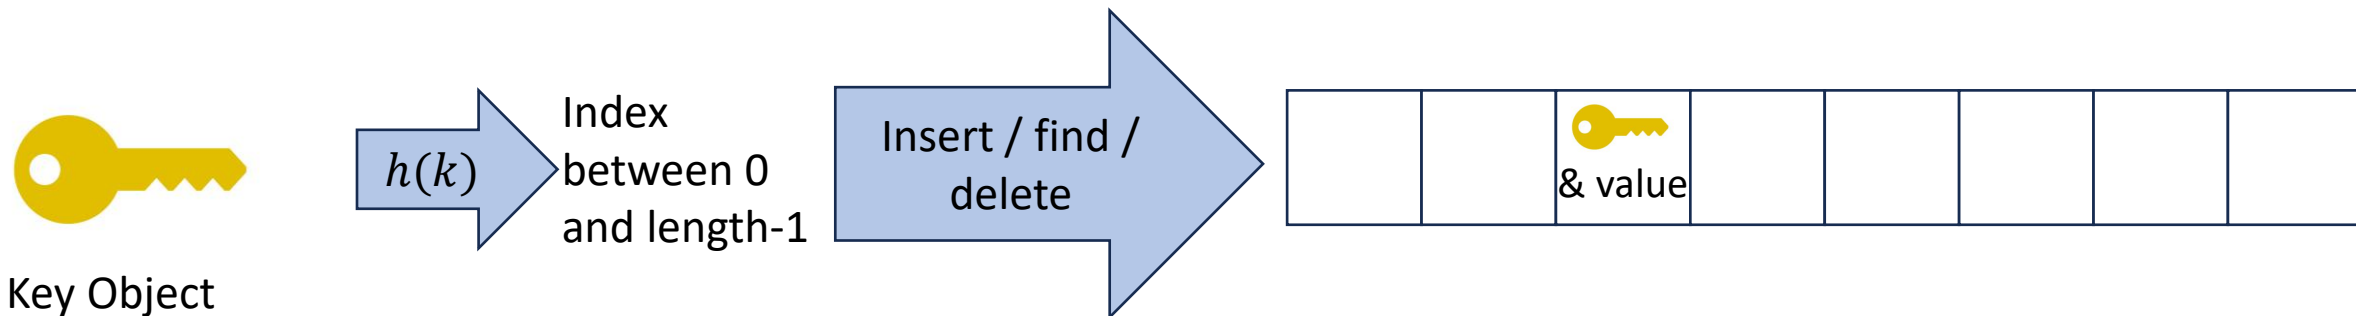 Key Object
h(k)
Index
between 0
and length-1
Insert / find /
delete
& value